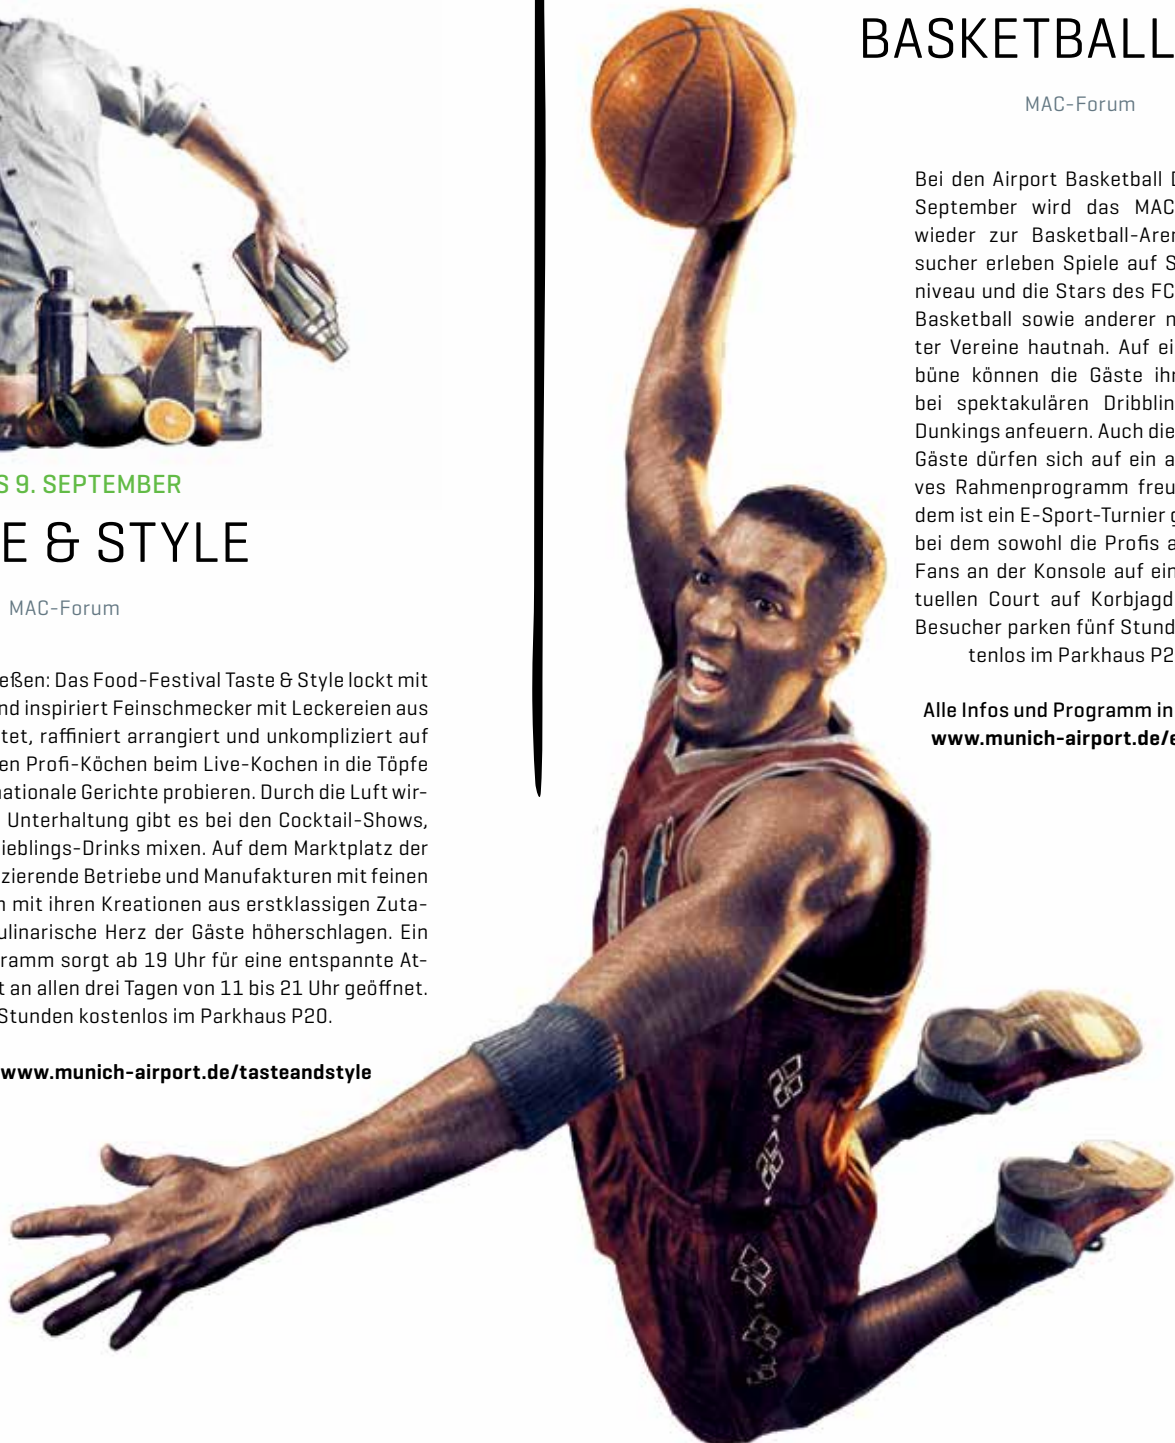 S 9. SEPTEMBER
E & STYLE
MAC-Forum
eßen: Das Food-Festival Taste & Style lockt mit
nd inspiriert Feinschmecker mit Leckereien aus
tet, raffiniert arrangiert und unkompliziert auf
en Profi-Köchen beim Live-Kochen in die Töpfe
nationale Gerichte probieren. Durch die Luft wir-
Unterhaltung gibt es bei den Cocktail-Shows,
ieblings-Drinks mixen. Auf dem Marktplatz der
zierende Betriebe und Manufakturen mit feinen
n mit ihren Kreationen aus erstklassigen Zuta-
ulinarische Herz der Gäste höherschlagen. Ein
ramm sorgt ab 19 Uhr für eine entspannte At-
t an allen drei Tagen von 11 bis 21 Uhr geöffnet.
Stunden kostenlos im Parkhaus P20.
www.munich-airport.de/tasteandstyle
BASKETBALL
MAC-Forum
Bei den Airport Basketball D
September wird das MAC
wieder zur Basketball-Aren
sucher erleben Spiele auf S
niveau und die Stars des FC
Basketball sowie anderer n
ter Vereine hautnah. Auf ei
büne können die Gäste ihr
bei spektakulären Dribblin
Dunkings anfeuern. Auch die
Gäste dürfen sich auf ein a
ves Rahmenprogramm freu
dem ist ein E-Sport-Turnier g
bei dem sowohl die Profis a
Fans an der Konsole auf ein
tuellen Court auf Korbjagd
Besucher parken fünf Stund
tenlos im Parkhaus P2
Alle Infos und Programm in
www.munich-airport.de/e